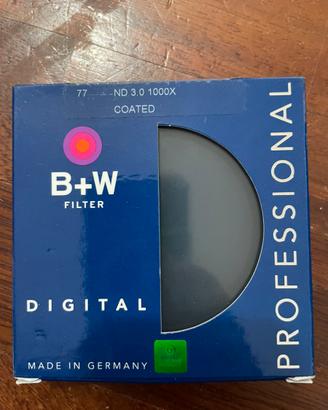 77 ND 3.0 1000X
COATED
B+W
FILTER
DIGITAL
MADE IN GERMANY
PROFESSIONAL